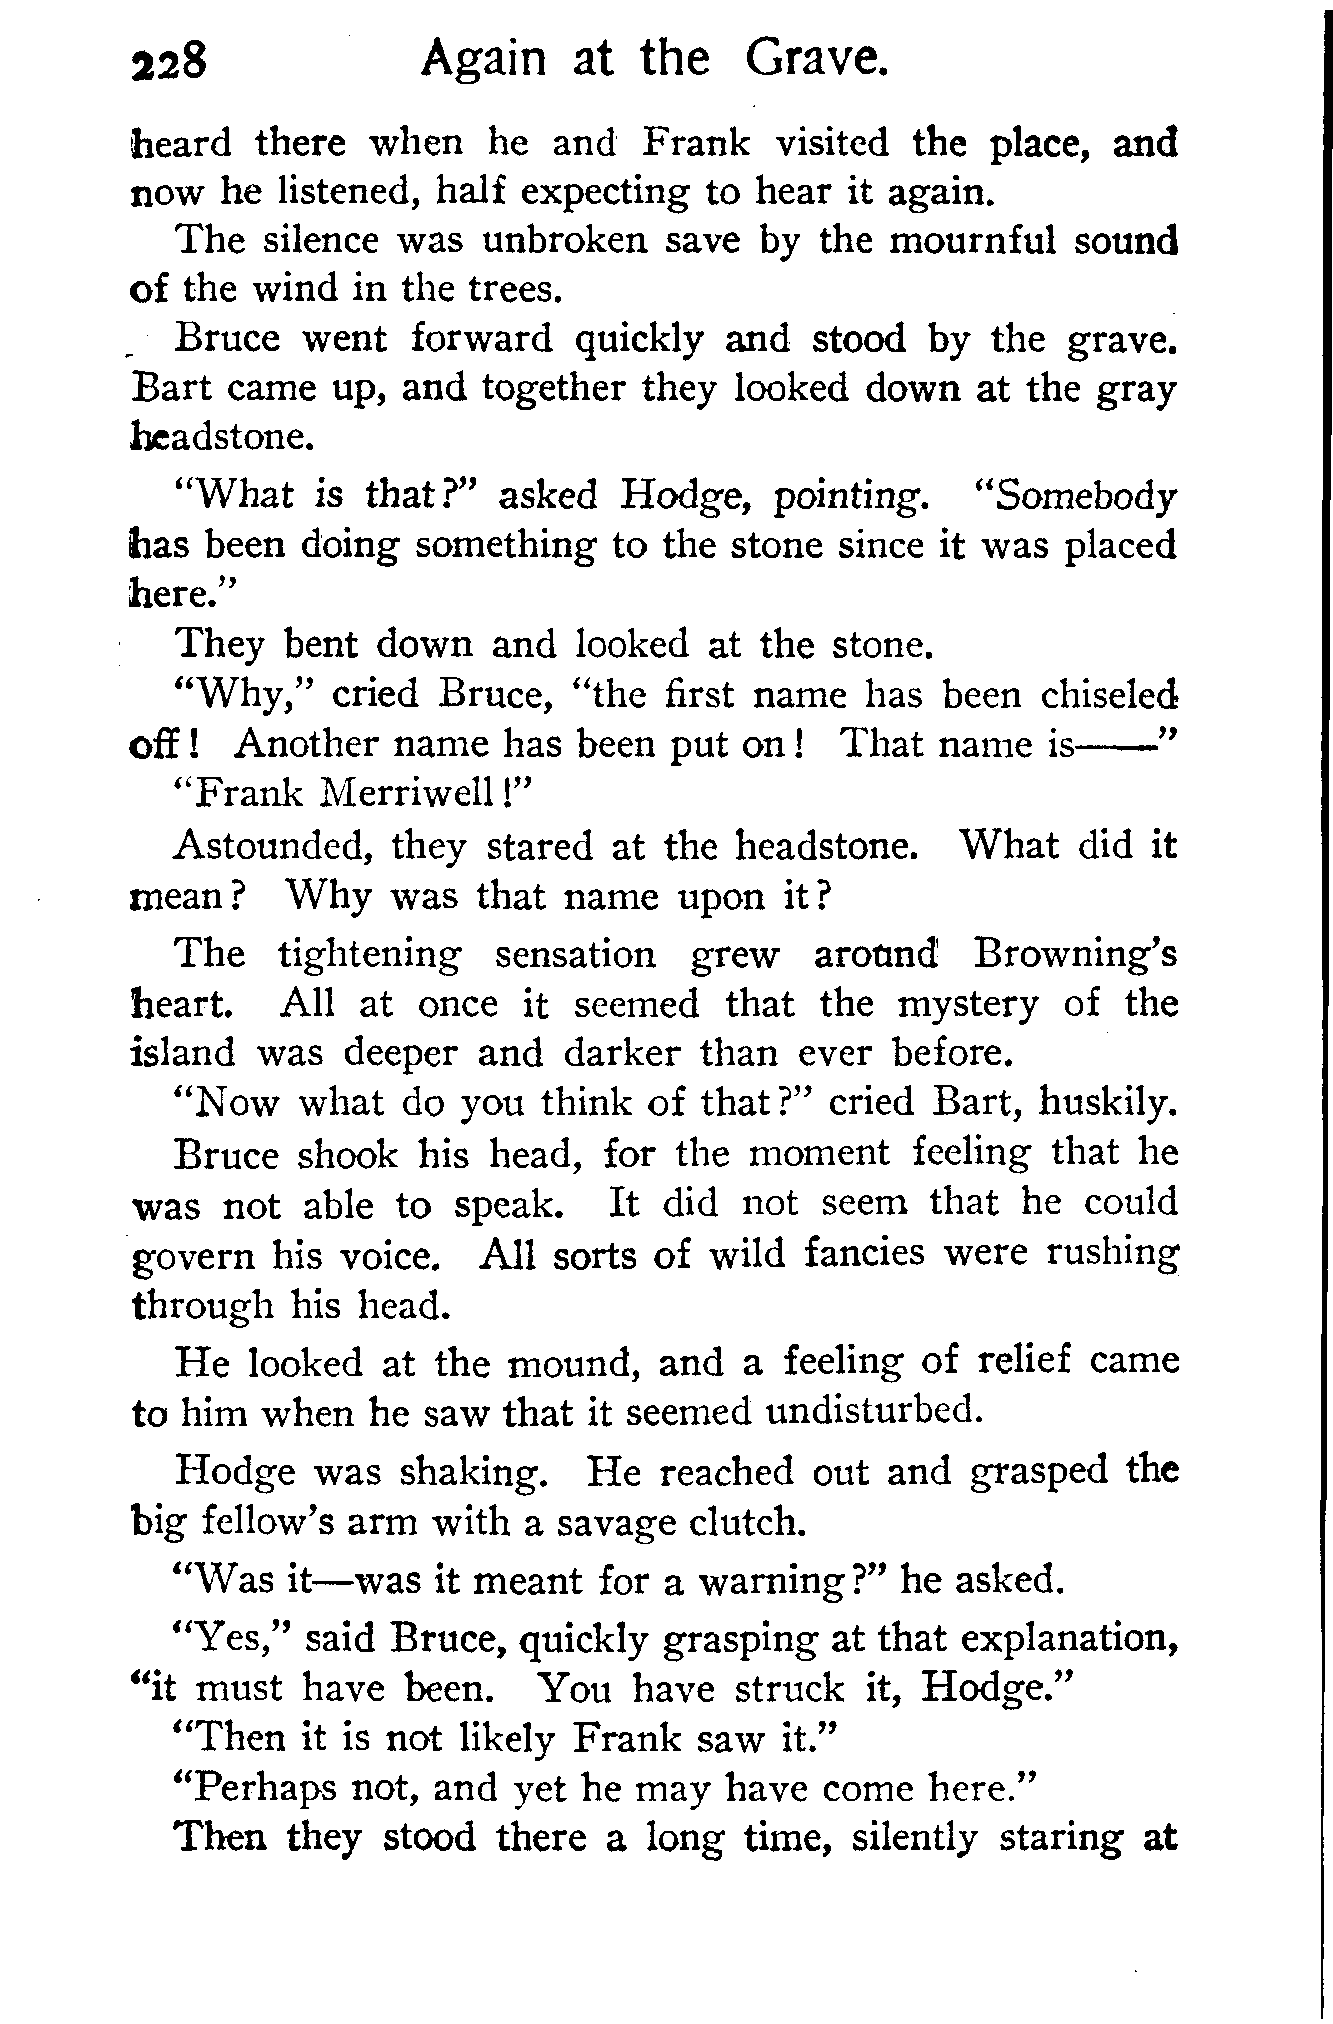 228 Again at the Grave.
heard there when he and Frank visited the place, and
now he listened, half expecting to hear it again.
The silence was unbroken save by the mournful sound
of the wind in the trees.
Bruce went forward quickly and stood by the grave.
Bart came up, and together they looked down at the gray
headstone.
“What is that?” asked Hodge, pointing. “Somebody
has been doing something to the stone since it was placed
here.”
They bent down and looked at the stone.
“Why,” cried Bruce, “the first name has been chiseled
off! Another name has been put on! That name is——”
“Frank Merriwell!”
Astounded, they stared at the headstone. What did it
mean? Why was that name upon it?
The tightening sensation grew around Browning’s
heart. All at once it seemed that the mystery of the
island was deeper and darker than ever before.
“Now what do you think of that?” cried Bart, huskily.
Bruce shook his head, for the moment feeling that he
was not able to speak. It did not seem that he could
govern his voice. All sorts of wild fancies were rushing
through his head.
He looked at the mound, and a feeling of relief came
to him when he saw that it seemed undisturbed.
Hodge was shaking. He reached out and grasped the
big fellow’s arm with a savage clutch.
“Was it—was it meant for a warning?” he asked.
“Yes,” said Bruce, quickly grasping at that explanation,
“it must have been. You have struck it, Hodge.”
“Then it is not likely Frank saw it.”
“Perhaps not, and yet he may have come here.”
Then they stood there a long time, silently staring at